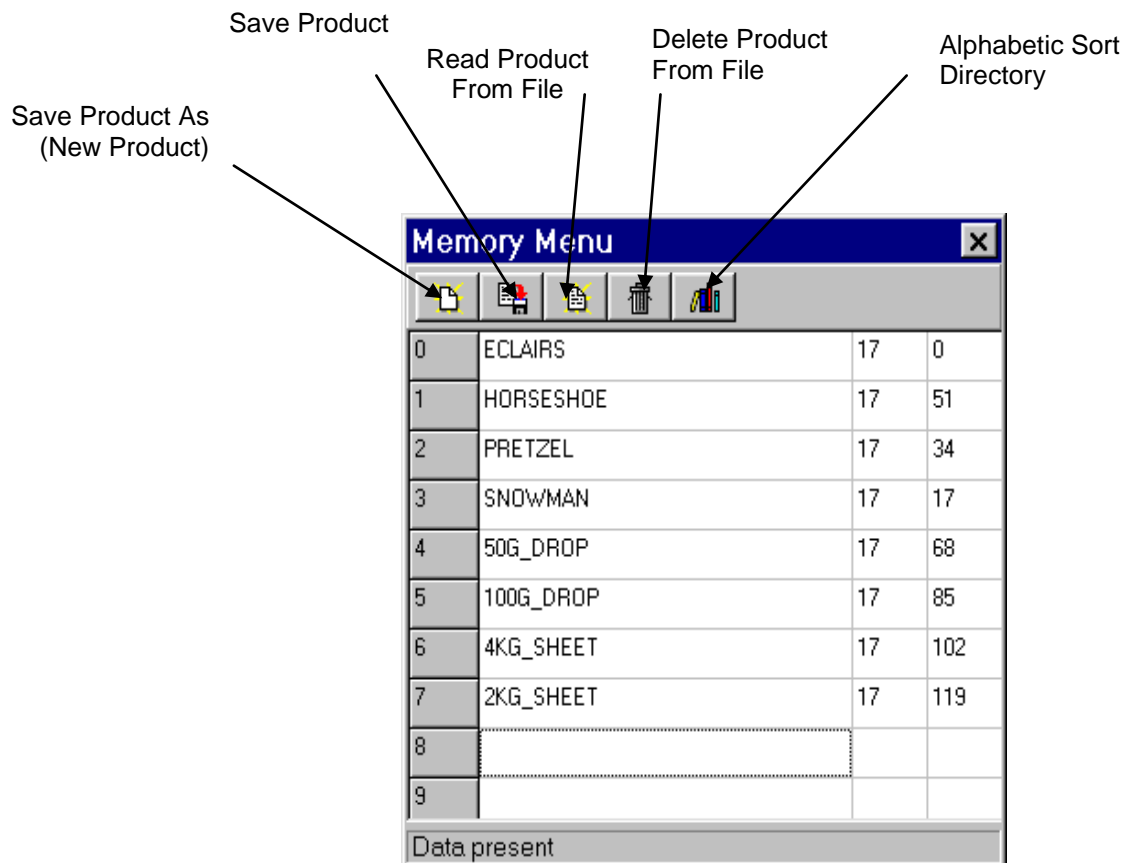 Save Product
Read Product
From File
Delete Product
From File
Alphabetic Sort
Directory
Save Product As
(New Product)
Memory Menu
0 ECLAIRS 17 0
1 HORSESHOE 17 51
2 PRETZEL 17 34
3 SNOWMAN 17 17
4 50G_DROP 17 68
5 100G_DROP 17 85
6 4KG_SHEET 17 102
7 2KG_SHEET 17 119
8
9
Data present